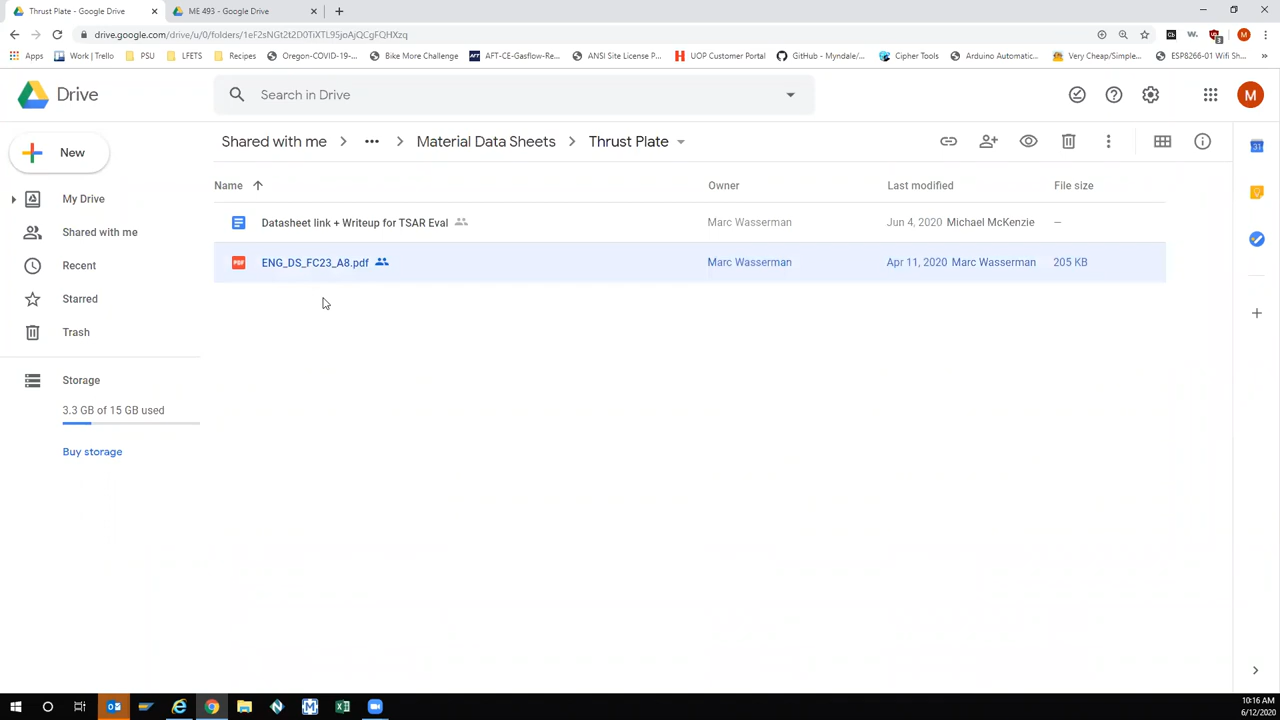 Thrust Plate - Google Drive
ME 493 - Google Drive
drive.google.com/drive/u/0/folders/1eF2sNGt2t2D0TiXTL95joAjQCgFQHXzq
M
Apps
Work | Trello
PSU
LFETS
Recipes
Oregon-COVID-19-...
Bike More Challenge
AFT-CE-Gasflow-Re...
ANSI Site License P...
UOP Customer Portal
GitHub - Myndale/...
Cipher Tools
Arduino Automatic...
Very Cheap/Simple...
ESP8266-01 Wifi Sh...
Drive
Search in Drive
M
New
Shared with me
Material Data Sheets
Thrust Plate
Name
Owner
Last modified
File size
My Drive
Shared with me
Recent
Starred
Trash
Datasheet link + Writeup for TSAR Eval
Marc Wasserman
Jun 4, 2020 Michael McKenzie
—
PDF
ENG_DS_FC23_A8.pdf
Marc Wasserman
Apr 11, 2020 Marc Wasserman
205 KB
Storage
3.3 GB of 15 GB used
Buy storage
31
10:16 AM
6/12/2020